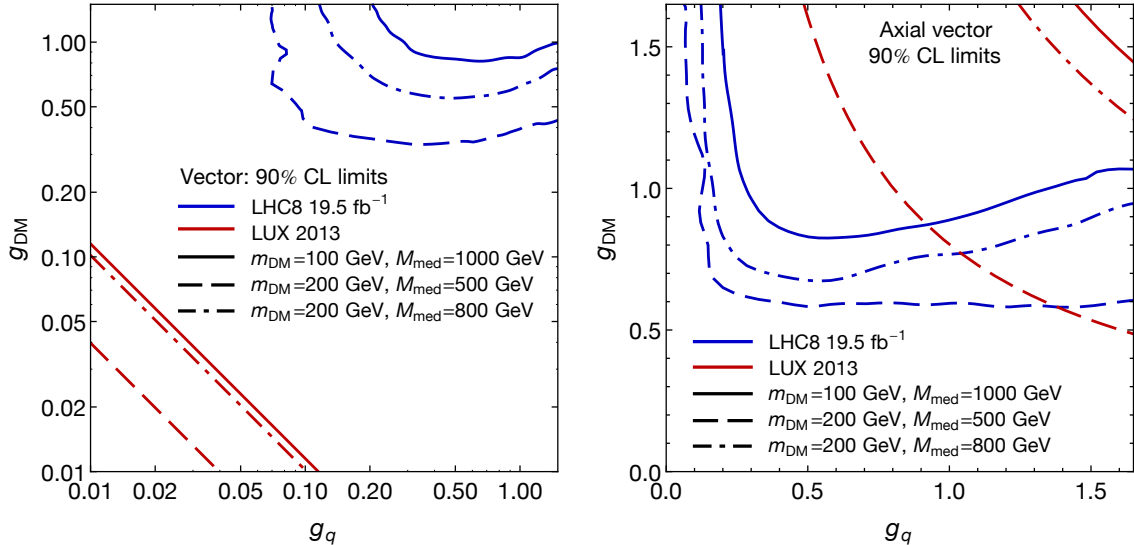 1.00
0.50
0.20
0.10
0.05
0.02
0.01
g_DM
Vector: 90% CL limits
LHC8 19.5 fb⁻¹
LUX 2013
m_DM=100 GeV, M_med=1000 GeV
m_DM=200 GeV, M_med=500 GeV
m_DM=200 GeV, M_med=800 GeV
0.01 0.02 0.05 0.10 0.20 0.50 1.00
g_q
1.5
1.0
0.5
0.0
g_DM
Axial vector
90% CL limits
LHC8 19.5 fb⁻¹
LUX 2013
m_DM=100 GeV, M_med=1000 GeV
m_DM=200 GeV, M_med=500 GeV
m_DM=200 GeV, M_med=800 GeV
0.0 0.5 1.0 1.5
g_q